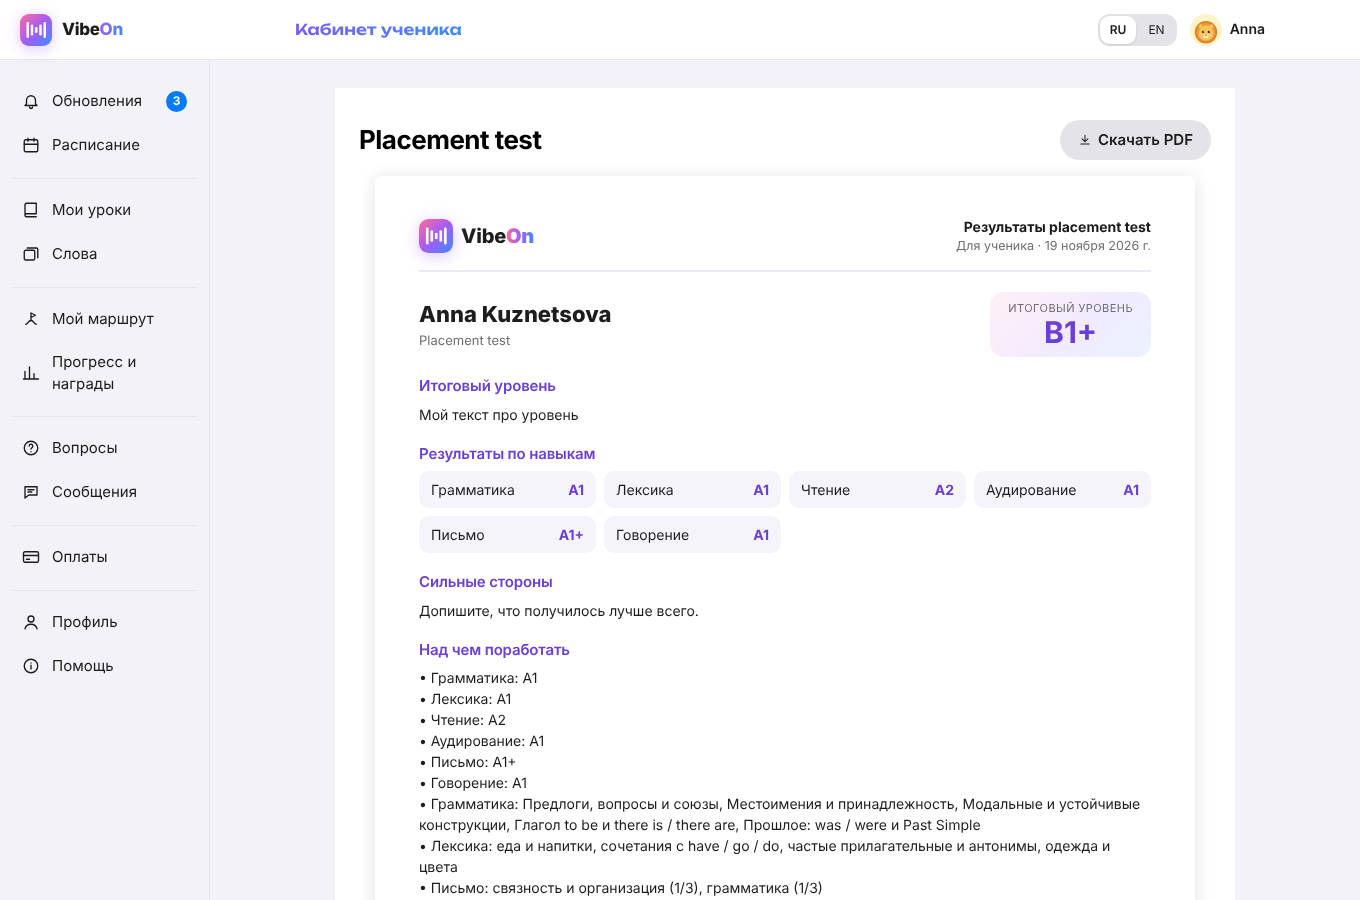 VibeOn
Кабинет ученика
RU
EN
Anna
Обновления
3
Расписание
Мои уроки
Слова
Мой маршрут
Прогресс и
награды
Вопросы
Сообщения
Оплаты
Профиль
Помощь
Placement test
Скачать PDF
VibeOn
Результаты placement test
Для ученика · 19 ноября 2026 г.
Anna Kuznetsova
Placement test
ИТОГОВЫЙ УРОВЕНЬ
B1+
Итоговый уровень
Мой текст про уровень
Результаты по навыкам
Грамматика A1
Лексика A1
Чтение A2
Аудирование A1
Письмо A1+
Говорение A1
Сильные стороны
Допишите, что получилось лучше всего.
Над чем поработать
• Грамматика: A1
• Лексика: A1
• Чтение: A2
• Аудирование: A1
• Письмо: A1+
• Говорение: A1
• Грамматика: Предлоги, вопросы и союзы, Местоимения и принадлежность, Модальные и устойчивые
конструкции, Глагол to be и there is / there are, Прошлое: was / were и Past Simple
• Лексика: еда и напитки, сочетания с have / go / do, частые прилагательные и антонимы, одежда и
цвета
• Письмо: связность и организация (1/3), грамматика (1/3)